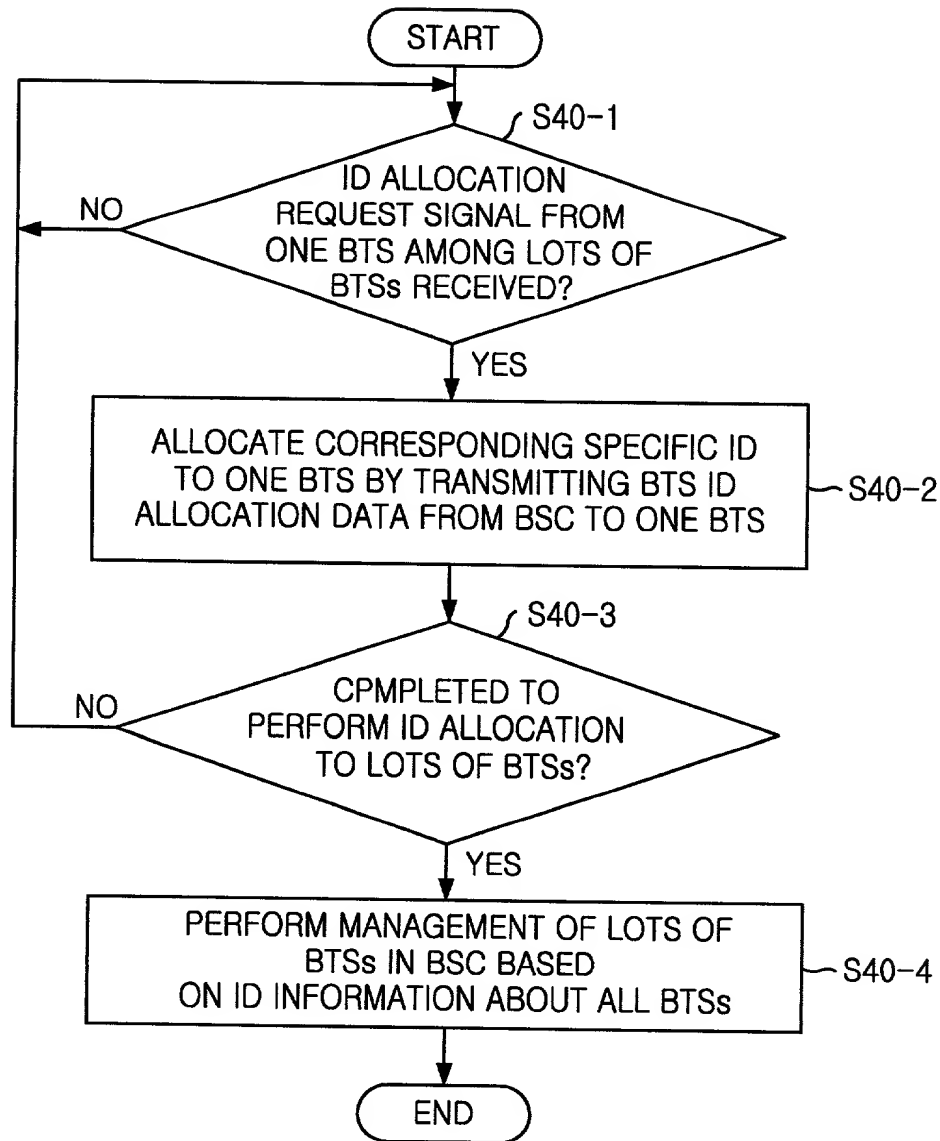 START
S40-1
ID ALLOCATION
REQUEST SIGNAL FROM
ONE BTS AMONG LOTS OF
BTSs RECEIVED?
NO
YES
ALLOCATE CORRESPONDING SPECIFIC ID
TO ONE BTS BY TRANSMITTING BTS ID
ALLOCATION DATA FROM BSC TO ONE BTS
S40-2
S40-3
CPMPLETED TO
PERFORM ID ALLOCATION
TO LOTS OF BTSs?
NO
YES
PERFORM MANAGEMENT OF LOTS OF
BTSs IN BSC BASED
ON ID INFORMATION ABOUT ALL BTSs
S40-4
END